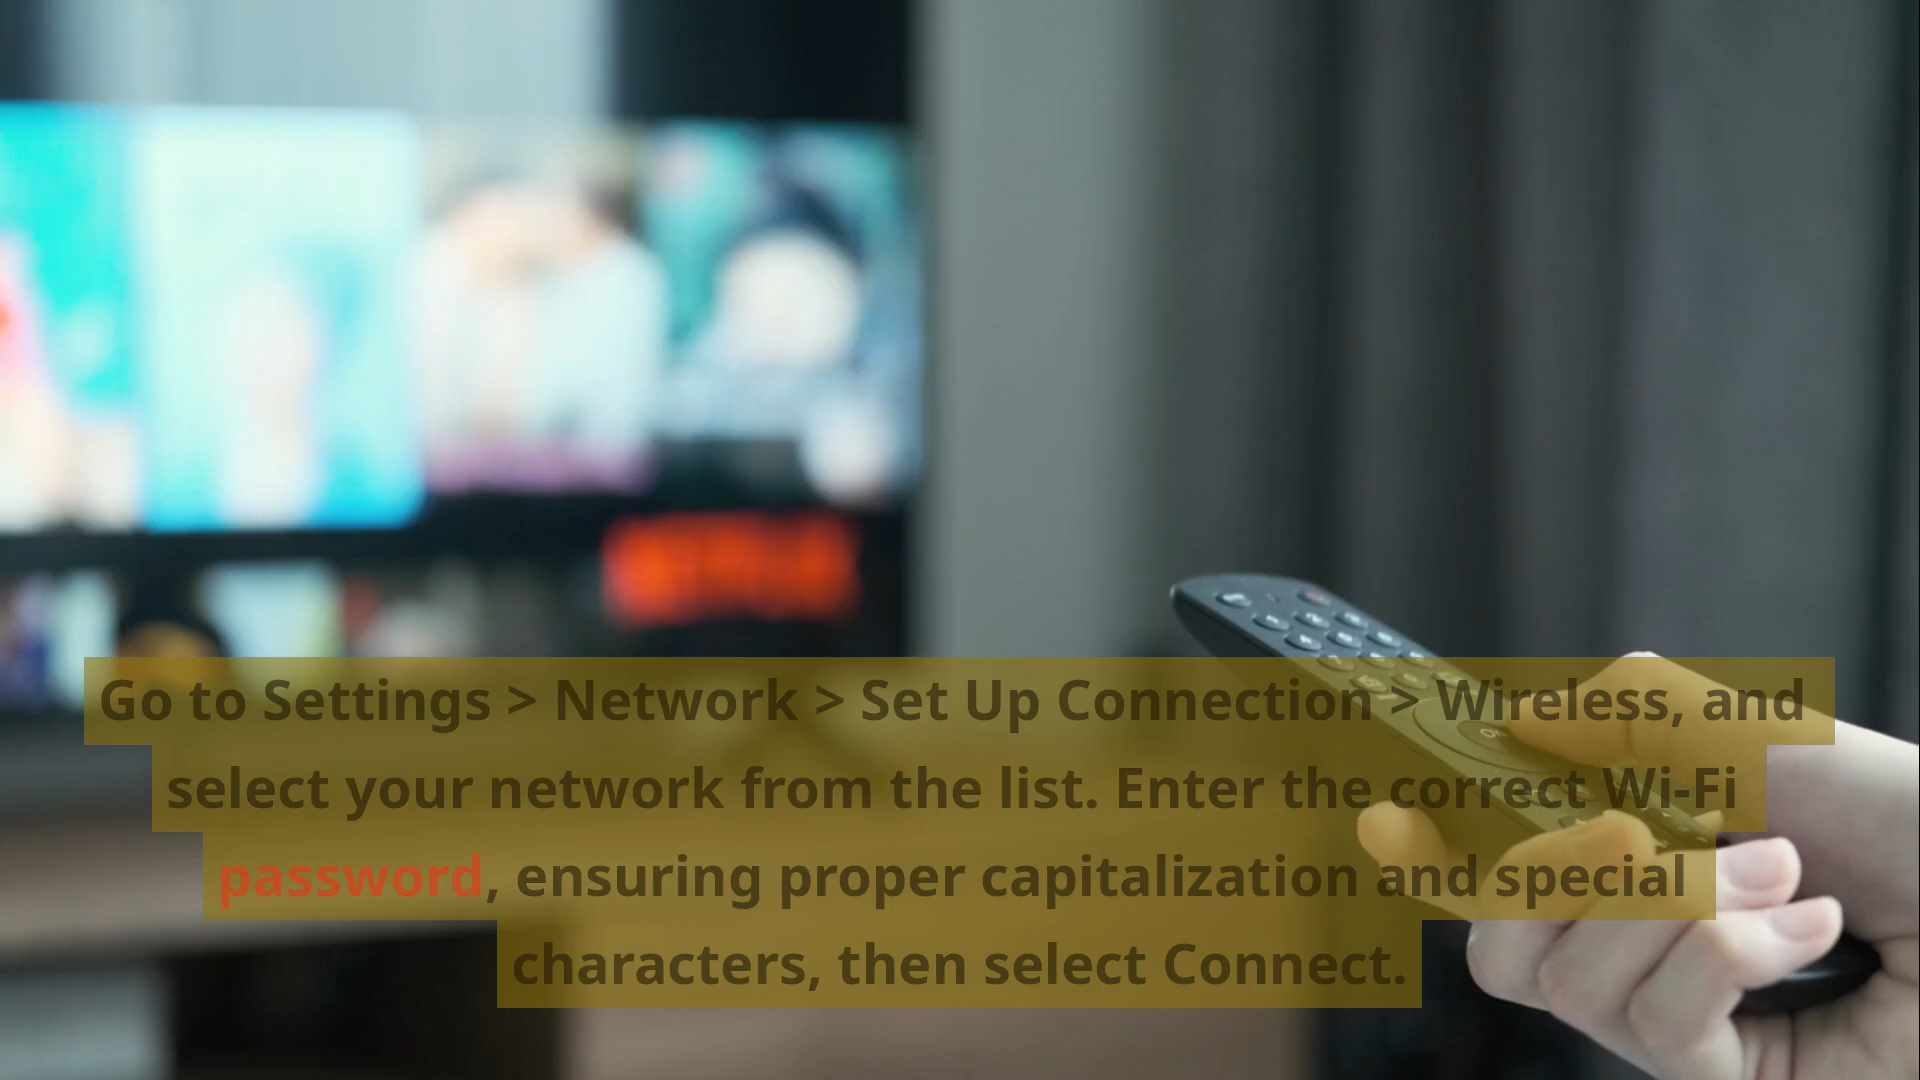 Go to Settings > Network > Set Up Connection > Wireless, and
select your network from the list. Enter the correct Wi-Fi
password, ensuring proper capitalization and special
characters, then select Connect.